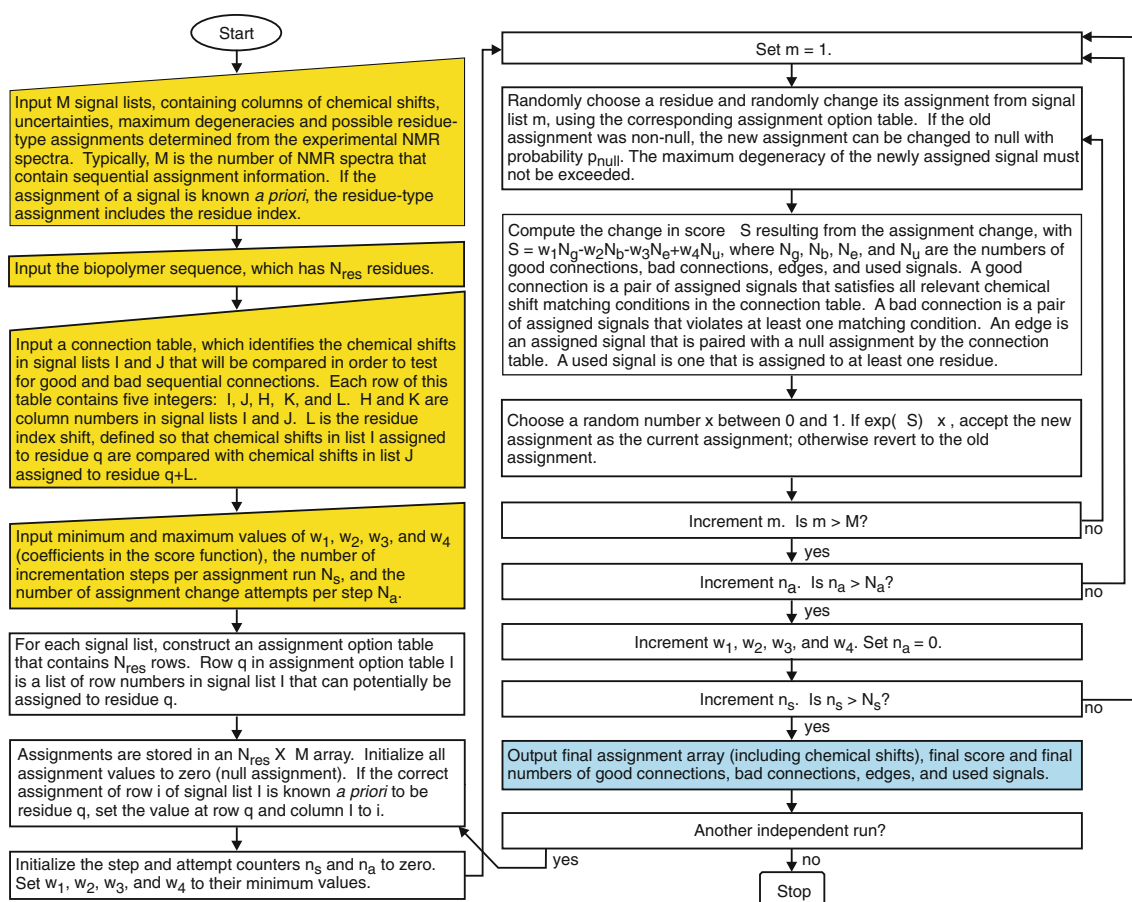 Start
Input M signal lists, containing columns of chemical shifts,
uncertainties, maximum degeneracies and possible residue-
type assignments determined from the experimental NMR
spectra. Typically, M is the number of NMR spectra that
contain sequential assignment information. If the
assignment of a signal is known a priori, the residue-type
assignment includes the residue index.
Input the biopolymer sequence, which has Nres residues.
Input a connection table, which identifies the chemical shifts
in signal lists I and J that will be compared in order to test
for good and bad sequential connections. Each row of this
table contains five integers: I, J, H, K, and L. H and K are
column numbers in signal lists I and J. L is the residue
index shift, defined so that chemical shifts in list I assigned
to residue q are compared with chemical shifts in list J
assigned to residue q+L.
Input minimum and maximum values of w1, w2, w3, and w4
(coefficients in the score function), the number of
incrementation steps per assignment run Ns, and the
number of assignment change attempts per step Na.
For each signal list, construct an assignment option table
that contains Nres rows. Row q in assignment option table I
is a list of row numbers in signal list I that can potentially be
assigned to residue q.
Assignments are stored in an Nres X M array. Initialize all
assignment values to zero (null assignment). If the correct
assignment of row i of signal list I is known a priori to be
residue q, set the value at row q and column I to i.
Initialize the step and attempt counters ns and na to zero.
Set w1, w2, w3, and w4 to their minimum values.
Set m = 1.
Randomly choose a residue and randomly change its assignment from signal
list m, using the corresponding assignment option table. If the old
assignment was non-null, the new assignment can be changed to null with
probability pnull. The maximum degeneracy of the newly assigned signal must
not be exceeded.
Compute the change in score S resulting from the assignment change, with
S = w1Ng-w2Nb-w3Ne+w4Nu, where Ng, Nb, Ne, and Nu are the numbers of
good connections, bad connections, edges, and used signals. A good
connection is a pair of assigned signals that satisfies all relevant chemical
shift matching conditions in the connection table. A bad connection is a pair
of assigned signals that violates at least one matching condition. An edge is
an assigned signal that is paired with a null assignment by the connection
table. A used signal is one that is assigned to at least one residue.
Choose a random number x between 0 and 1. If exp( S) x , accept the new
assignment as the current assignment; otherwise revert to the old
assignment.
Increment m. Is m > M?
no
yes
Increment na. Is na > Na?
no
yes
Increment w1, w2, w3, and w4. Set na = 0.
Increment ns. Is ns > Ns?
no
yes
Output final assignment array (including chemical shifts), final score and final
numbers of good connections, bad connections, edges, and used signals.
Another independent run?
yes
no
Stop